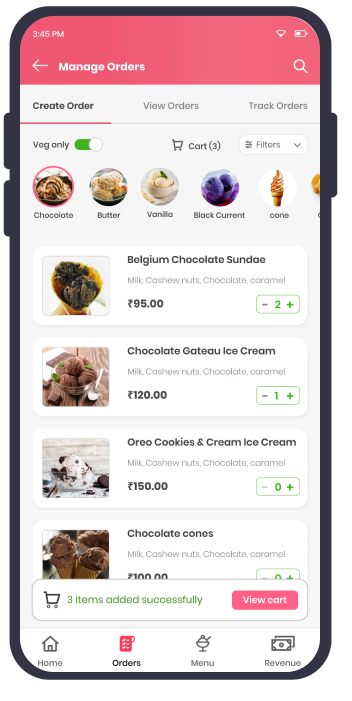 3:45 PM
Manage Orders
Create Order View Orders Track Orders
Veg only Cart (3) Filters
Chocolate Butter Vanilla Black Current cone
Belgium Chocolate Sundae
Milk, Cashew nuts, Chocolate, caramel
₹95.00 - 2 +
Chocolate Gateau Ice Cream
Milk, Cashew nuts, Chocolate, caramel
₹120.00 - 1 +
Oreo Cookies & Cream Ice Cream
Milk, Cashew nuts, Chocolate, caramel
₹150.00 - 0 +
Chocolate cones
Milk, Cashew nuts, Chocolate, caramel
₹100.00 - 0 +
3 Items added successfully View cart
Home Orders Menu Revenue